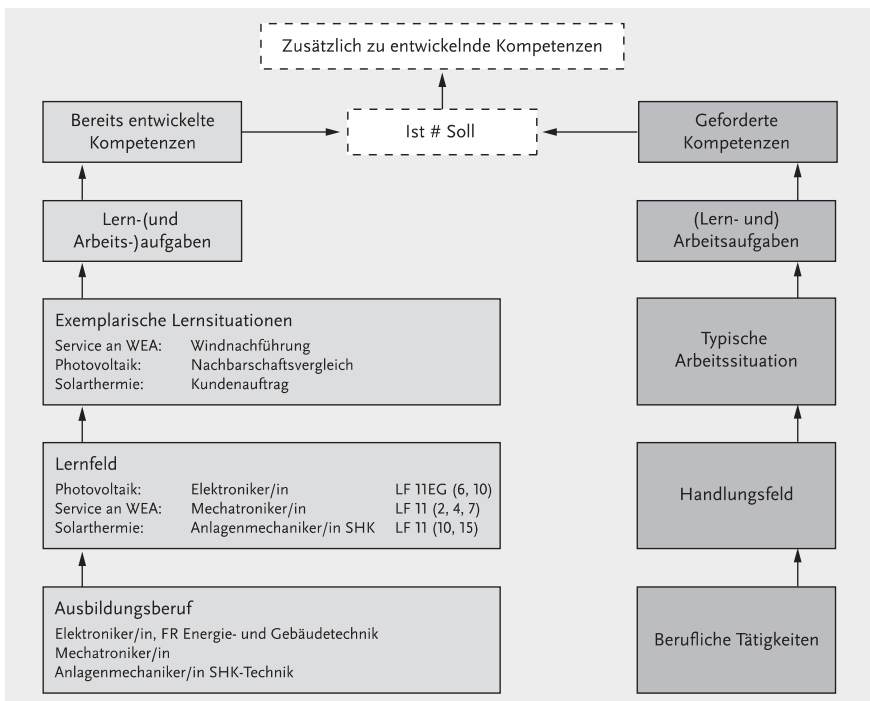 Zusätzlich zu entwickelnde Kompetenzen
Bereits entwickelte
Kompetenzen
Ist # Soll
Geforderte
Kompetenzen
Lern-(und
Arbeits-)aufgaben
(Lern- und)
Arbeitsaufgaben
Exemplarische Lernsituationen
Service an WEA: Windnachführung
Photovoltaik: Nachbarschaftsvergleich
Solarthermie: Kundenauftrag
Typische
Arbeitssituation
Lernfeld
Photovoltaik: Elektroniker/in LF 11EG (6, 10)
Service an WEA: Mechatroniker/in LF 11 (2, 4, 7)
Solarthermie: Anlagenmechaniker/in SHK LF 11 (10, 15)
Handlungsfeld
Ausbildungsberuf
Elektroniker/in, FR Energie- und Gebäudetechnik
Mechatroniker/in
Anlagenmechaniker/in SHK-Technik
Berufliche Tätigkeiten